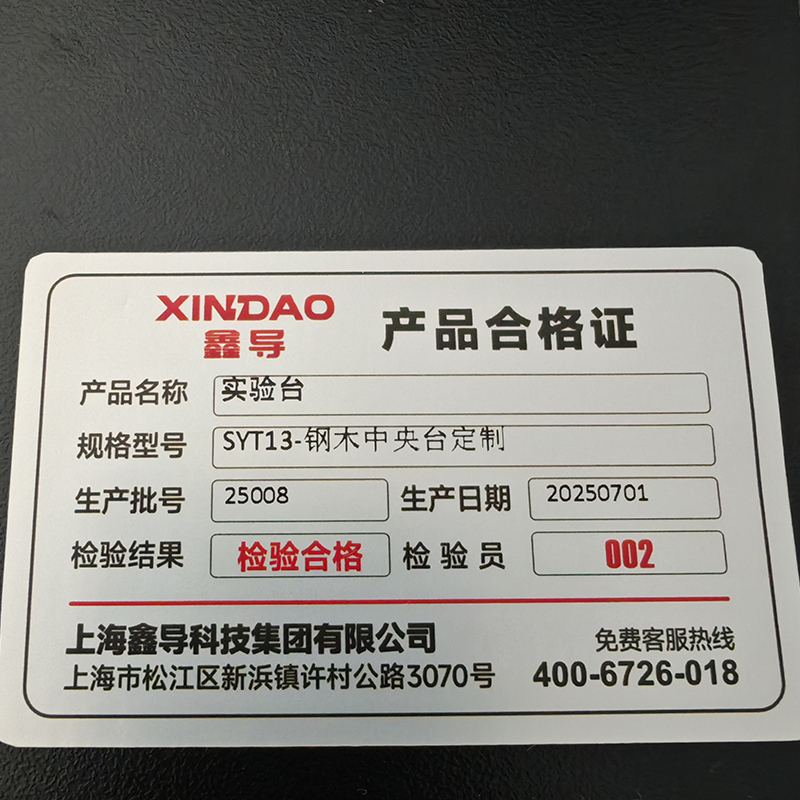 XINDAO
鑫导
产品合格证
产品名称 实验台
规格型号 SYT13-钢木中央台定制
生产批号 25008 生产日期 20250701
检验结果 检验合格 检验员 002
上海鑫导科技集团有限公司 免费客服热线
上海市松江区新浜镇许村公路3070号 400-6726-018